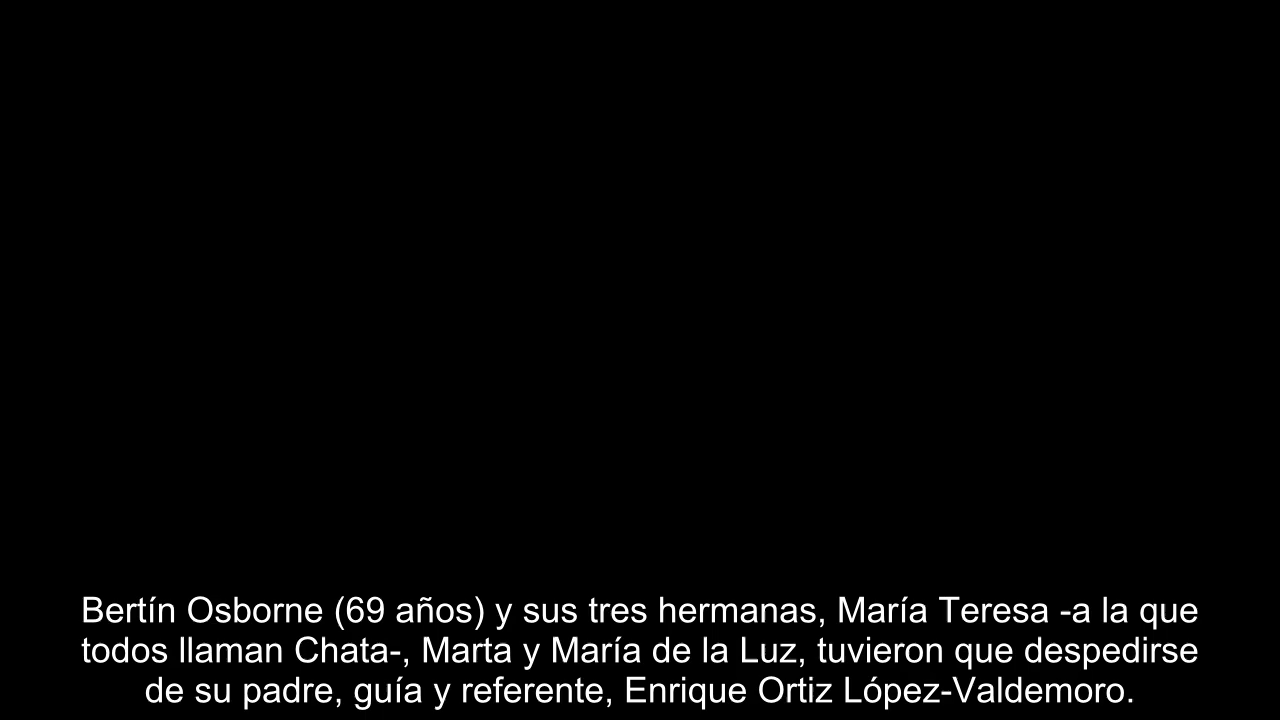 Bertín Osborne (69 años) y sus tres hermanas, María Teresa -a la que
todos llaman Chata-, Marta y María de la Luz, tuvieron que despedirse
de su padre, guía y referente, Enrique Ortiz López-Valdemoro.